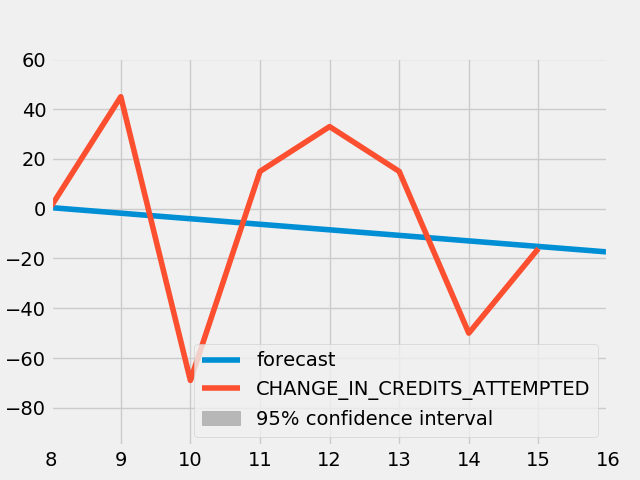 60
40
20
0
−20
−40
−60
−80
forecast
CHANGE_IN_CREDITS_ATTEMPTED
95% confidence interval
8 9 10 11 12 13 14 15 16